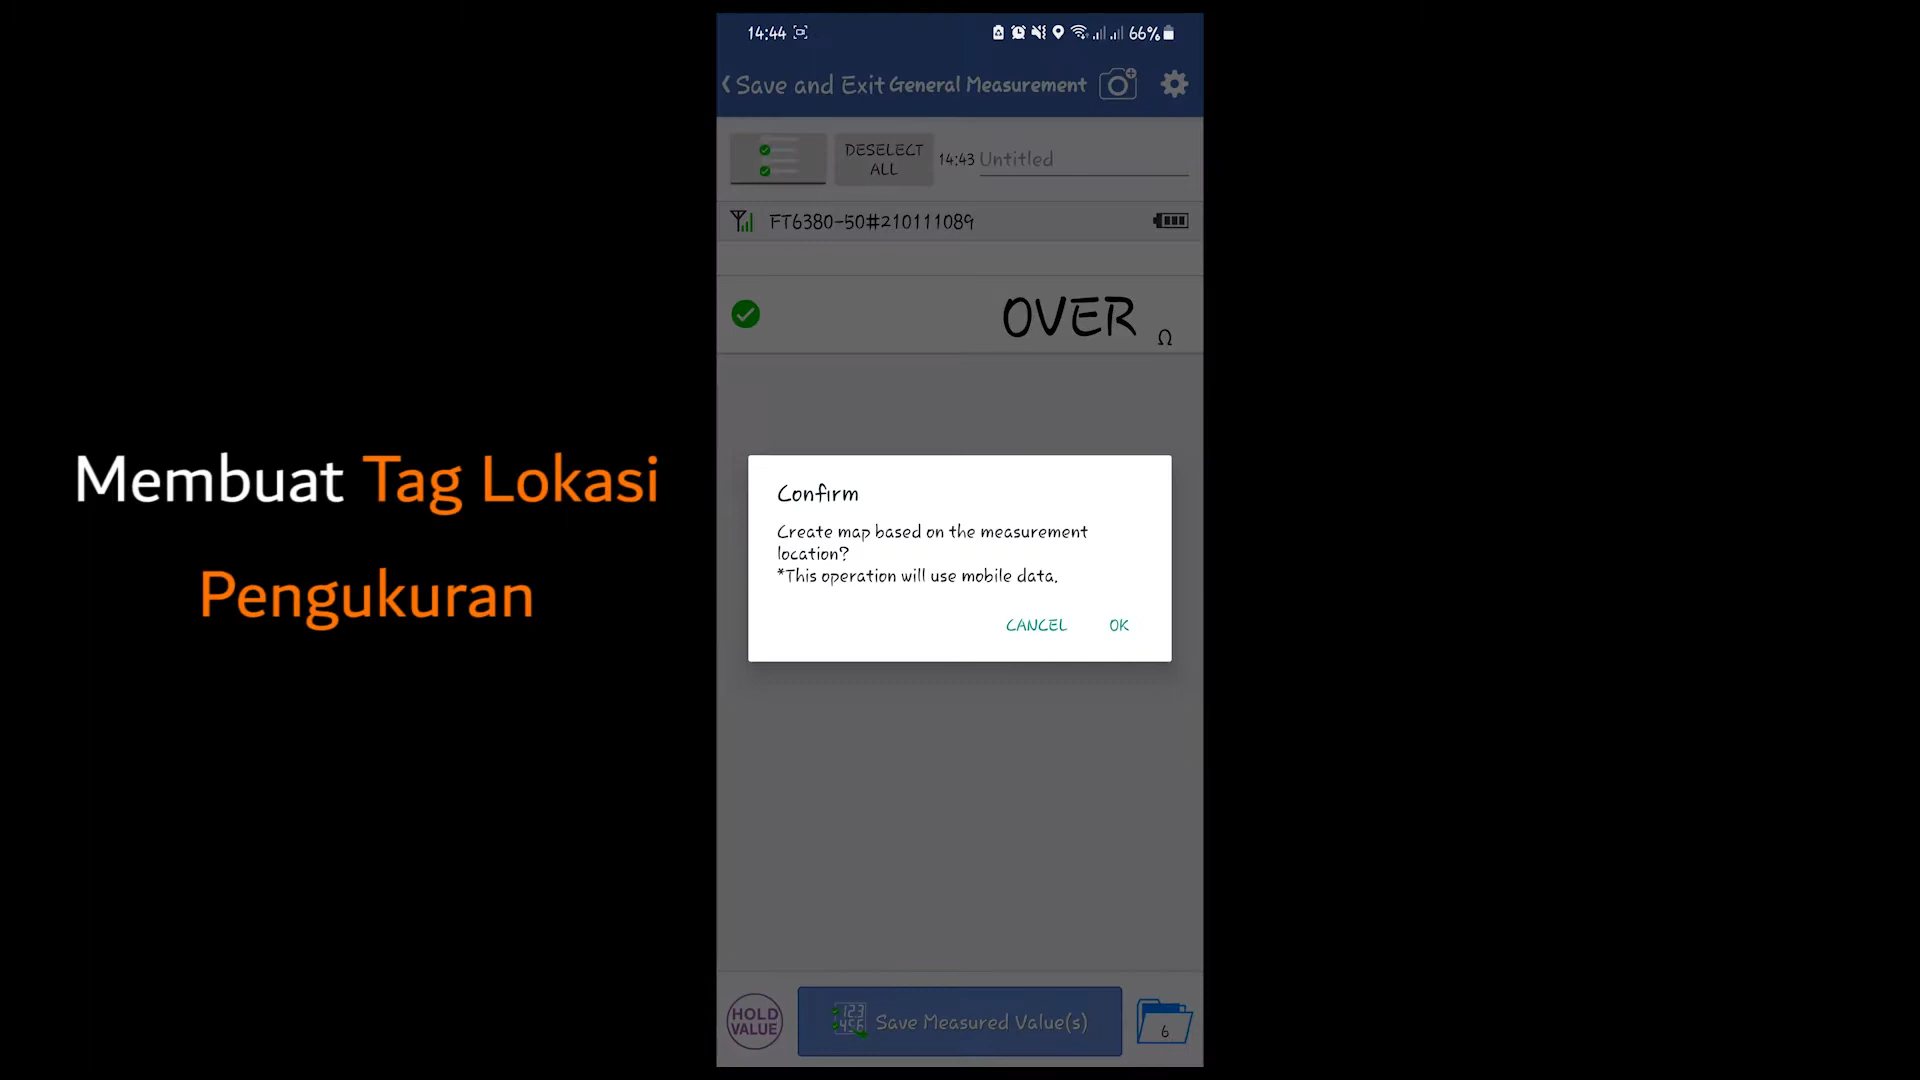 14:44
66%
Save and Exit General Measurement
DESELECT
ALL
14:43 Untitled
FT6380-50#210111089
OVER Ω
Membuat Tag Lokasi
Pengukuran
Confirm
Create map based on the measurement
location?
*This operation will use mobile data.
CANCEL OK
HOLD
VALUE
123
456
Save Measured Value(s)
6